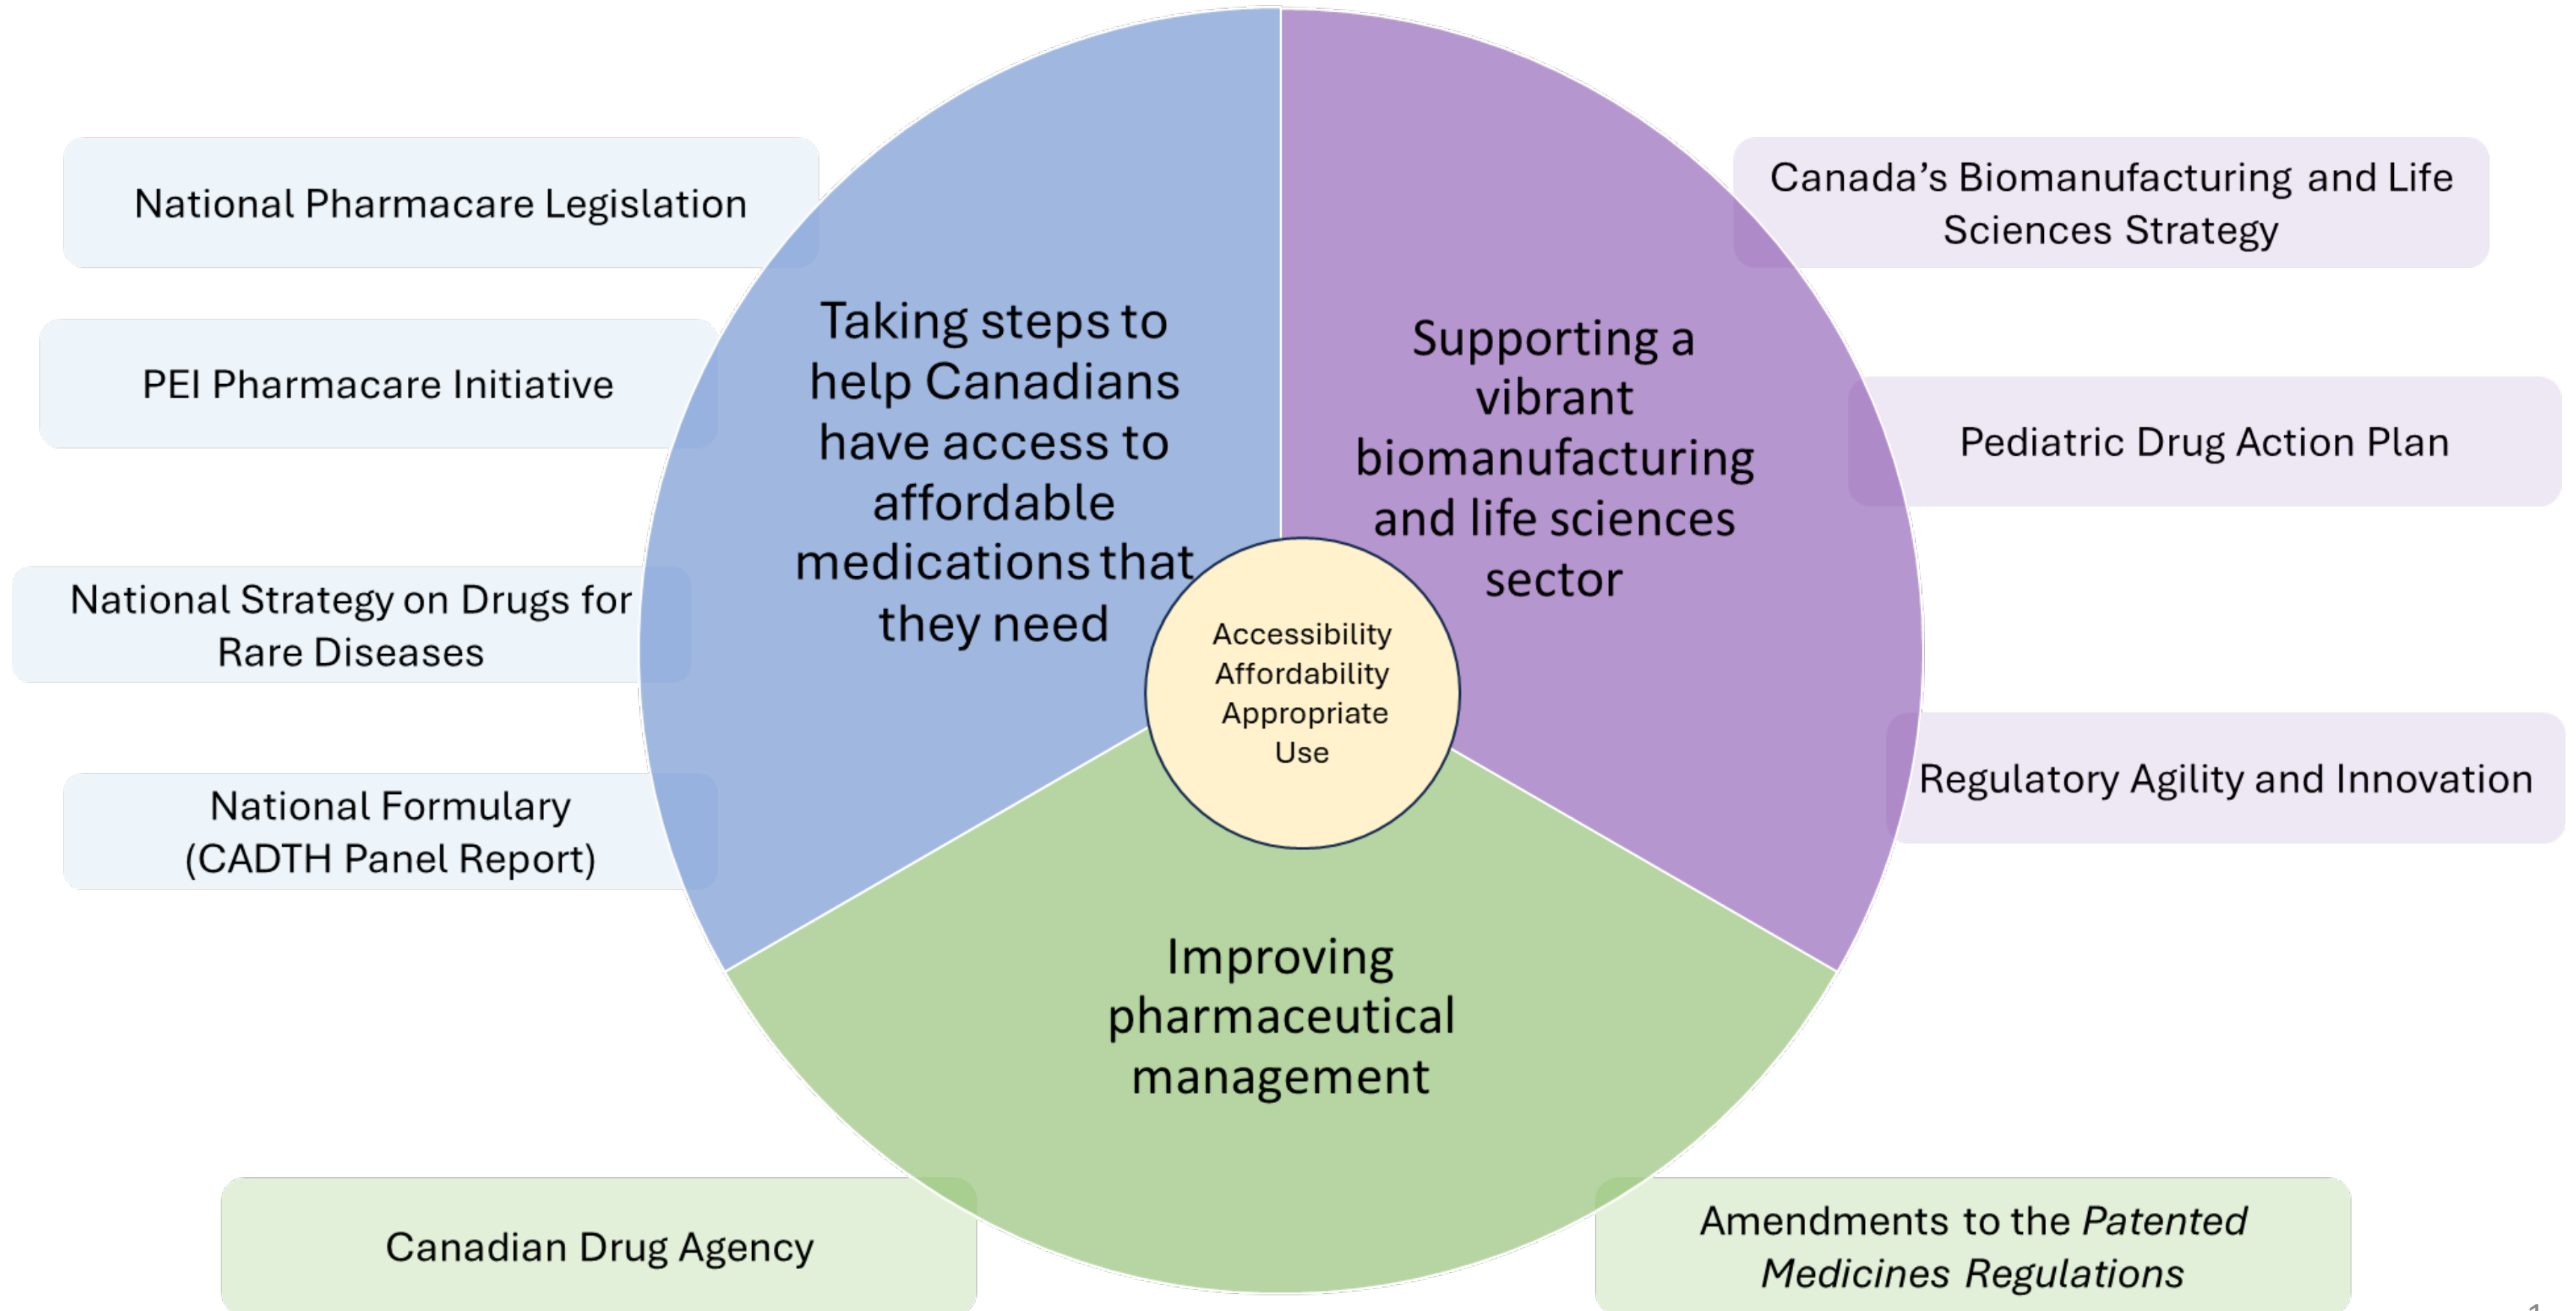 National Pharmacare Legislation
PEI Pharmacare Initiative
National Strategy on Drugs for
Rare Diseases
National Formulary
(CADTH Panel Report)
Taking steps to
help Canadians
have access to
affordable
medications that
they need
Supporting a
vibrant
biomanufacturing
and life sciences
sector
Accessibility
Affordability
Appropriate
Use
Improving
pharmaceutical
management
Canada’s Biomanufacturing and Life
Sciences Strategy
Pediatric Drug Action Plan
Regulatory Agility and Innovation
Canadian Drug Agency
Amendments to the Patented
Medicines Regulations